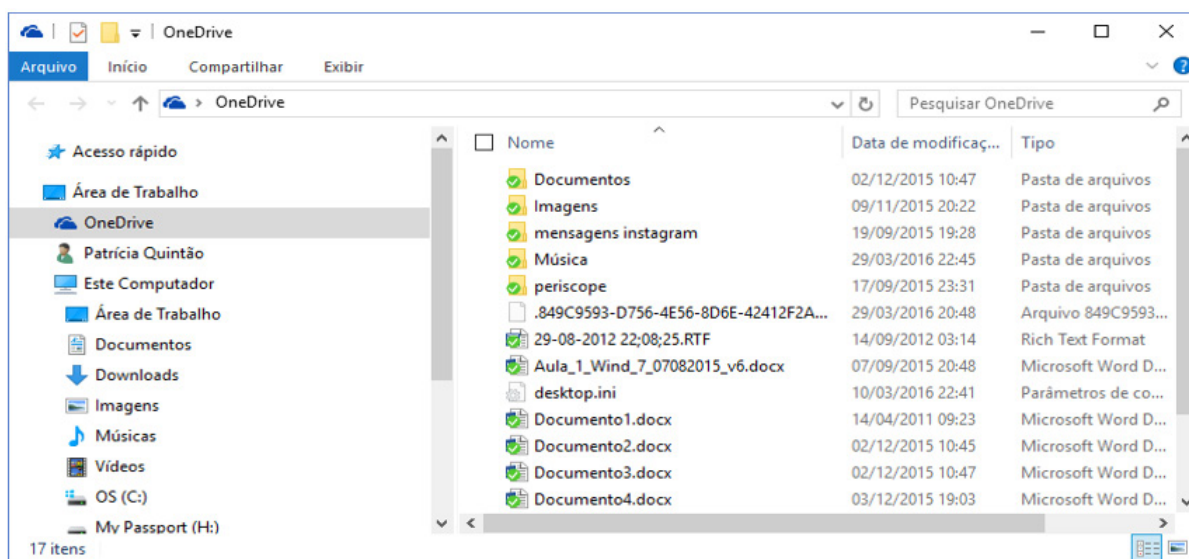 OneDrive
Arquivo Início Compartilhar Exibir
OneDrive Pesquisar OneDrive
Acesso rápido
Área de Trabalho
OneDrive
Patrícia Quintão
Este Computador
Área de Trabalho
Documentos
Downloads
Imagens
Músicas
Vídeos
OS (C:)
My Passport (H:)
Nome Data de modificaç... Tipo
Documentos 02/12/2015 10:47 Pasta de arquivos
Imagens 09/11/2015 20:22 Pasta de arquivos
mensagens instagram 19/09/2015 19:28 Pasta de arquivos
Música 29/03/2016 22:45 Pasta de arquivos
periscope 17/09/2015 23:31 Pasta de arquivos
.849C9593-D756-4E56-8D6E-42412F2A... 29/03/2016 20:48 Arquivo 849C9593...
29-08-2012 22;08;25.RTF 14/09/2012 03:14 Rich Text Format
Aula_1_Wind_7_07082015_v6.docx 07/09/2015 20:48 Microsoft Word D...
desktop.ini 10/03/2016 22:41 Parâmetros de co...
Documento1.docx 14/04/2011 09:23 Microsoft Word D...
Documento2.docx 02/12/2015 10:45 Microsoft Word D...
Documento3.docx 02/12/2015 10:47 Microsoft Word D...
Documento4.docx 03/12/2015 19:03 Microsoft Word D...
17 itens